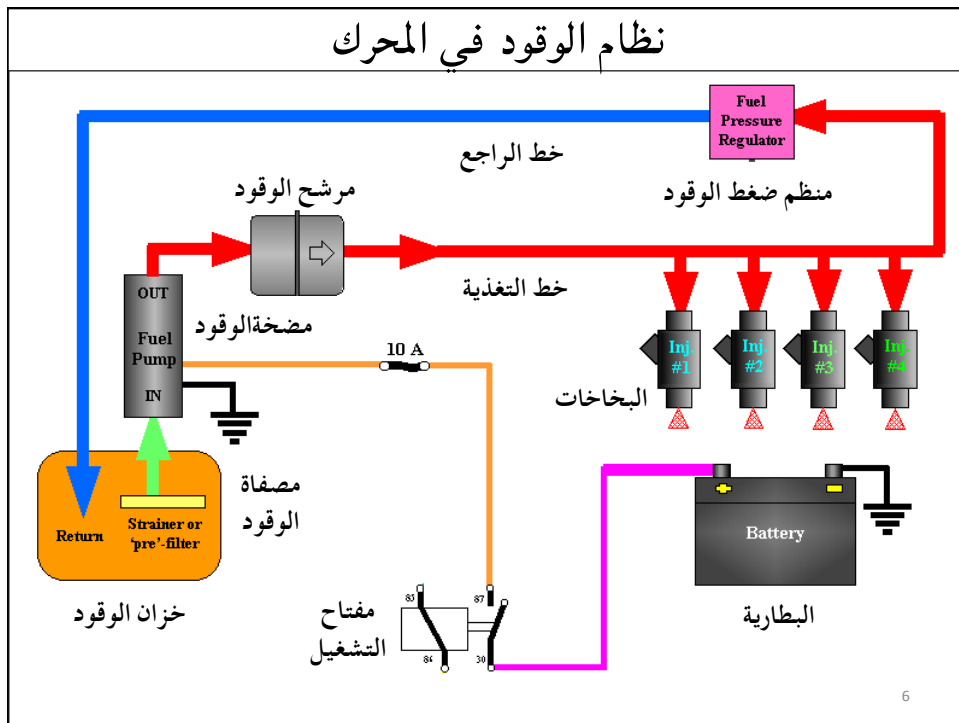 نظام الوقود في المحرك
Fuel
Pressure
Regulator
خط الراجع
منظم ضغط الوقود
مرشح الوقود
OUT
Fuel
Pump
IN
مضخةالوقود
خط التغذية
10 A
Inj.
#1
Inj.
#2
Inj.
#3
Inj.
#4
البخاخات
مصفاة
الوقود
Return
Strainer or
'pre'-filter
خزان الوقود
Battery
البطارية
85
87
86
30
مفتاح
التشغيل
6